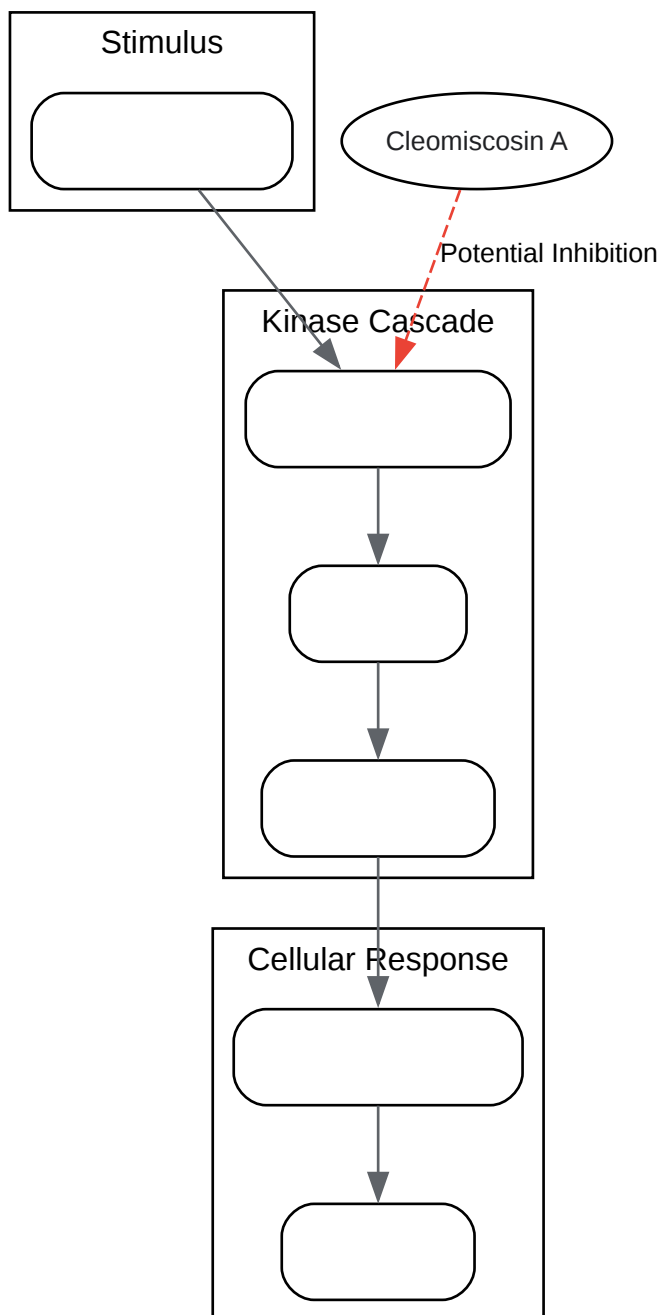 Stimulus
Cleomiscosin A
Potential Inhibition
Kinase Cascade
Cellular Response